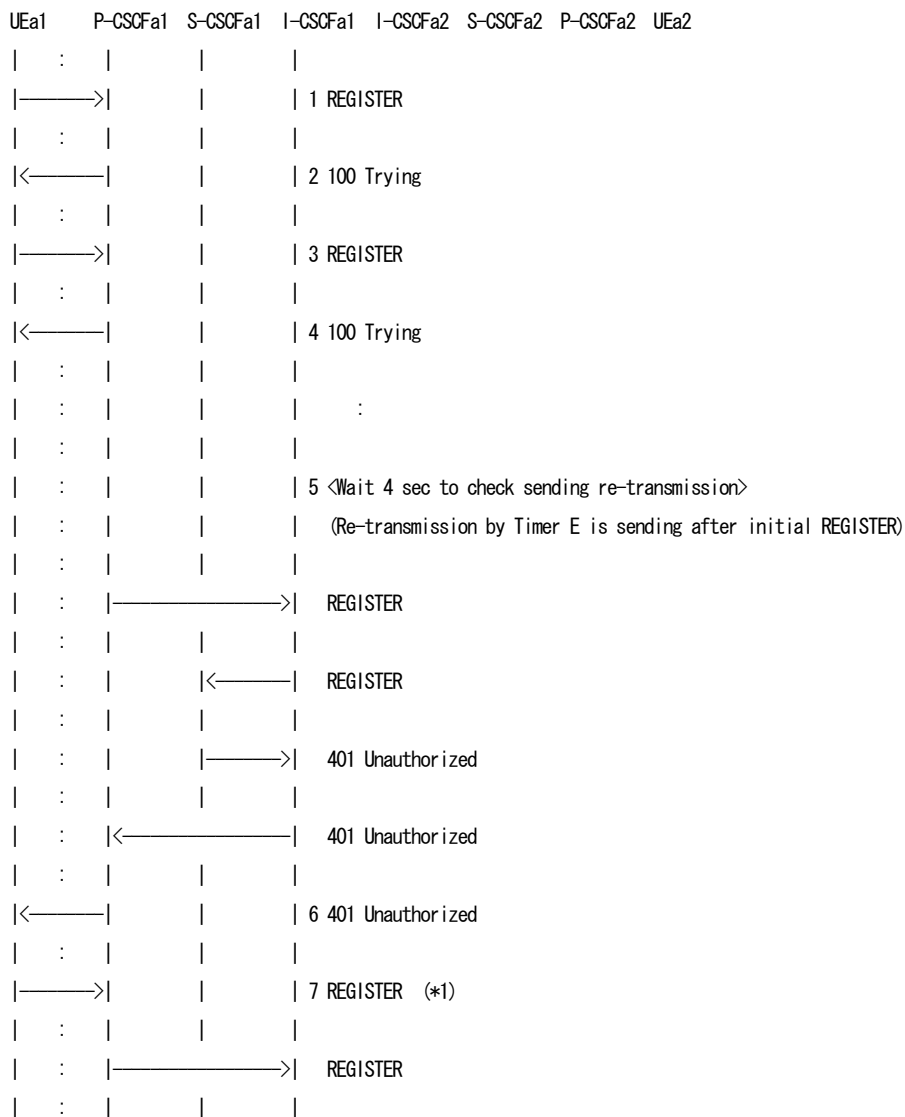 UEa1 P-CSCFa1 S-CSCFa1 I-CSCFa1 I-CSCFa2 S-CSCFa2 P-CSCFa2 UEa2
| : | | |
|------->| | | 1 REGISTER
| : | | |
|<-------| | | 2 100 Trying
| : | | |
|------->| | | 3 REGISTER
| : | | |
|<-------| | | 4 100 Trying
| : | | |
| : | | | :
| : | | |
| : | | | 5 <Wait 4 sec to check sending re-transmission>
| : | | | (Re-transmission by Timer E is sending after initial REGISTER)
| : | | |
| : |--------------->| REGISTER
| : | | |
| : | |<-------| REGISTER
| : | | |
| : | |------->| 401 Unauthorized
| : | | |
| : |<---------------| 401 Unauthorized
| : | | |
|<-------| | | 6 401 Unauthorized
| : | | |
|------->| | | 7 REGISTER (*1)
| : | | |
| : |--------------->| REGISTER
| : | | |